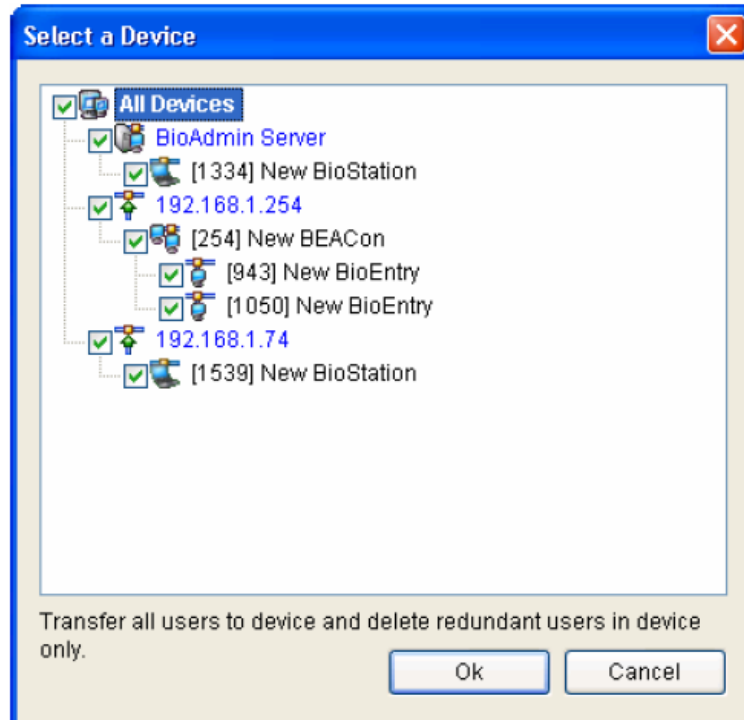 Select a Device
All Devices
BioAdmin Server
[1334] New BioStation
192.168.1.254
[254] New BEACon
[943] New BioEntry
[1050] New BioEntry
192.168.1.74
[1539] New BioStation
Transfer all users to device and delete redundant users in device
only.
Ok Cancel